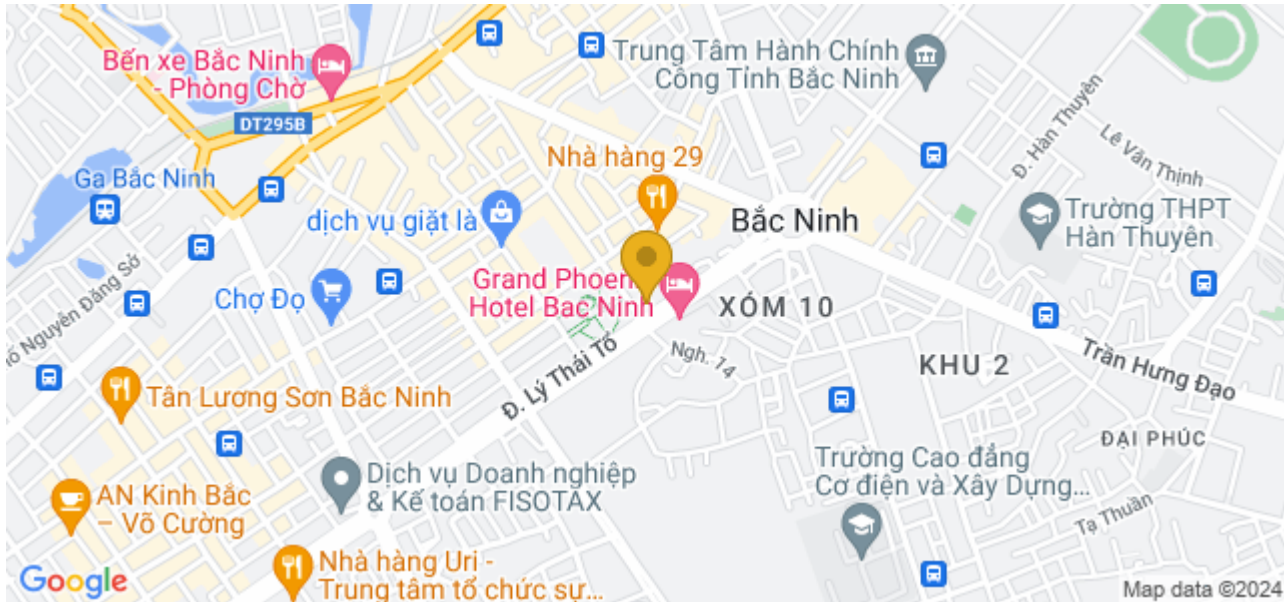 Bến xe Bắc Ninh
- Phòng Chờ
DT295B
Trung Tâm Hành Chính
Công Tỉnh Bắc Ninh
Đ. Hàn Thuyên
Lê Văn Thịnh
Ga Bắc Ninh
Nhà hàng 29
dịch vụ giặt là
Bắc Ninh
Trường THPT
Hàn Thuyên
Nguyên Đăng Sở
Chợ Đọ
Grand Phoeni
Hotel Bac Ninh
XÓM 10
Ngh. 14
KHU 2
Trần Hưng Đạo
Đ. Lý Thái Tổ
Tân Lương Sơn Bắc Ninh
ĐẠI PHÚC
Dịch vụ Doanh nghiệp
& Kế toán FISOTAX
Trường Cao đẳng
Cơ điện và Xây Dựng...
AN Kinh Bắc
– Võ Cường
Tạ Thuần
Nhà hàng Uri -
Trung tâm tổ chức sự...
Google
Map data ©2024